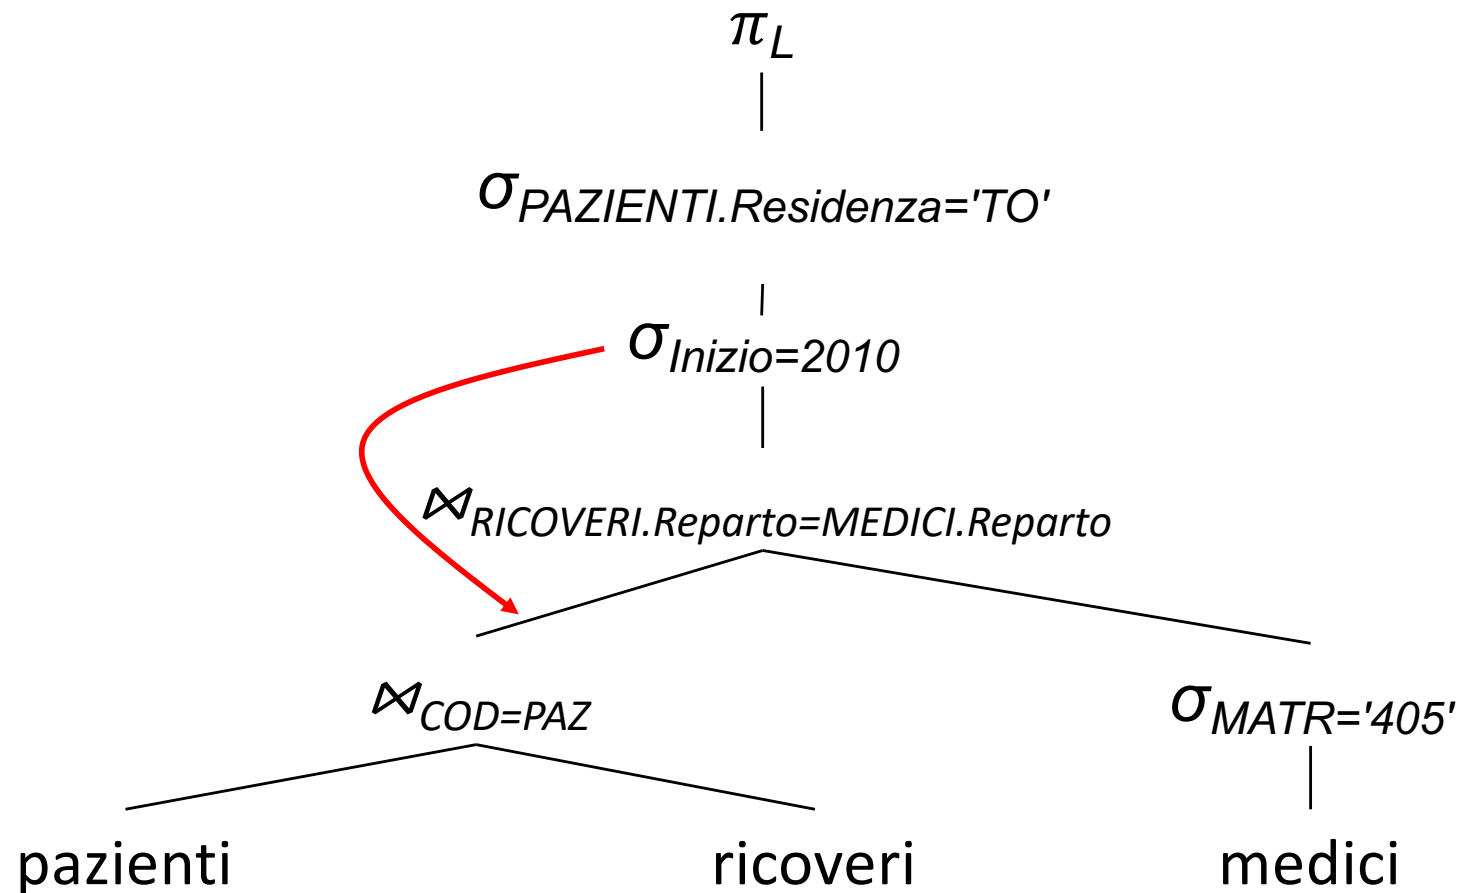 π_L
σ_PAZIENTI.Residenza='TO'
σ_Inizio=2010
⋈_RICOVERI.Reparto=MEDICI.Reparto
⋈_COD=PAZ σ_MATR='405'
pazienti ricoveri medici